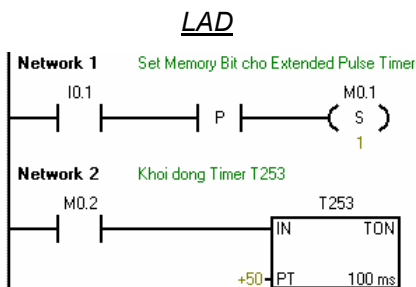 LAD
Network 1 Set Memory Bit cho Extended Pulse Timer
I0.1 M0.1
P S
1
Network 2 Khoi dong Timer T253
M0.2 T253
IN TON
+50 PT 100 ms